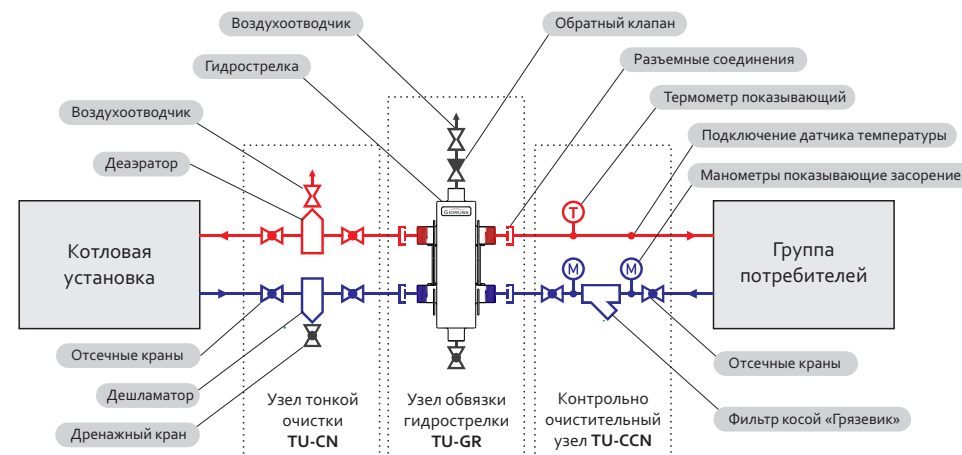 Воздухоотводчик
Обратный клапан
Гидрострелка
Разъемные соединения
Воздухоотводчик
Термометр показывающий
Деаэратор
Подключение датчика температуры
Манометры показывающие засорение
GIDRUSS
Т
Котловая
установка
Группа
потребителей
М
М
Отсечные краны
Дешламатор
Дренажный кран
Отсечные краны
Фильтр косой «Грязевик»
Узел тонкой
очистки
TU-CN
Узел обвязки
гидрострелки
TU-GR
Контрольно
очистительный
узел TU-CCN